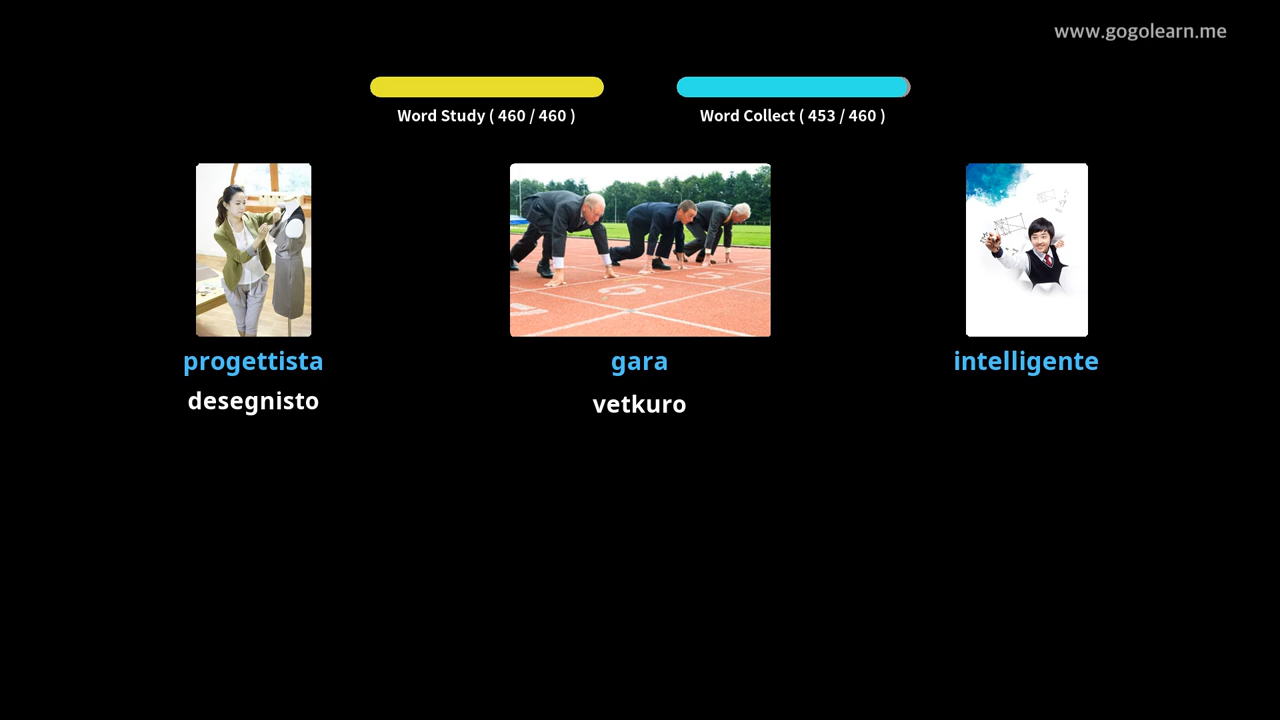 www.gogolearn.me
Word Study ( 460 / 460 )
Word Collect ( 453 / 460 )
progettista
gara
intelligente
desegnisto
vetkuro